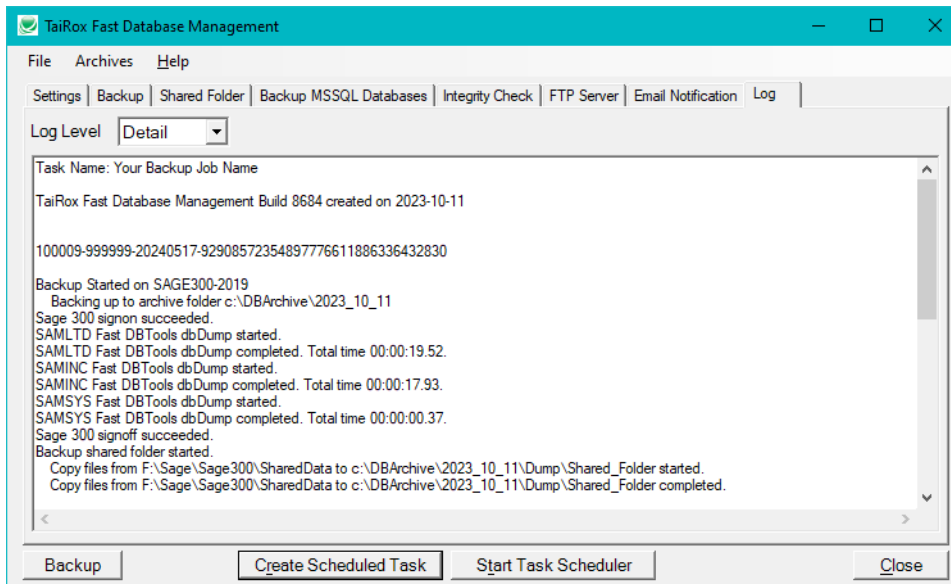 TaiRox Fast Database Management
File Archives Help
Settings Backup Shared Folder Backup MSSQL Databases Integrity Check FTP Server Email Notification Log
Log Level Detail
Task Name: Your Backup Job Name
TaiRox Fast Database Management Build 8684 created on 2023-10-11
100009-999999-20240517-92908572354897776611886336432830
Backup Started on SAGE300-2019
Backing up to archive folder c:\DBArchive\2023_10_11
Sage 300 signon succeeded.
SAMLTD Fast DBTools dbDump started.
SAMLTD Fast DBTools dbDump completed. Total time 00:00:19.52.
SAMINC Fast DBTools dbDump started.
SAMINC Fast DBTools dbDump completed. Total time 00:00:17.93.
SAMSYS Fast DBTools dbDump started.
SAMSYS Fast DBTools dbDump completed. Total time 00:00:00.37.
Sage 300 signoff succeeded.
Backup shared folder started.
Copy files from F:\Sage\Sage300\SharedData to c:\DBArchive\2023_10_11\Dump\Shared_Folder started.
Copy files from F:\Sage\Sage300\SharedData to c:\DBArchive\2023_10_11\Dump\Shared_Folder completed.
Backup Create Scheduled Task Start Task Scheduler Close